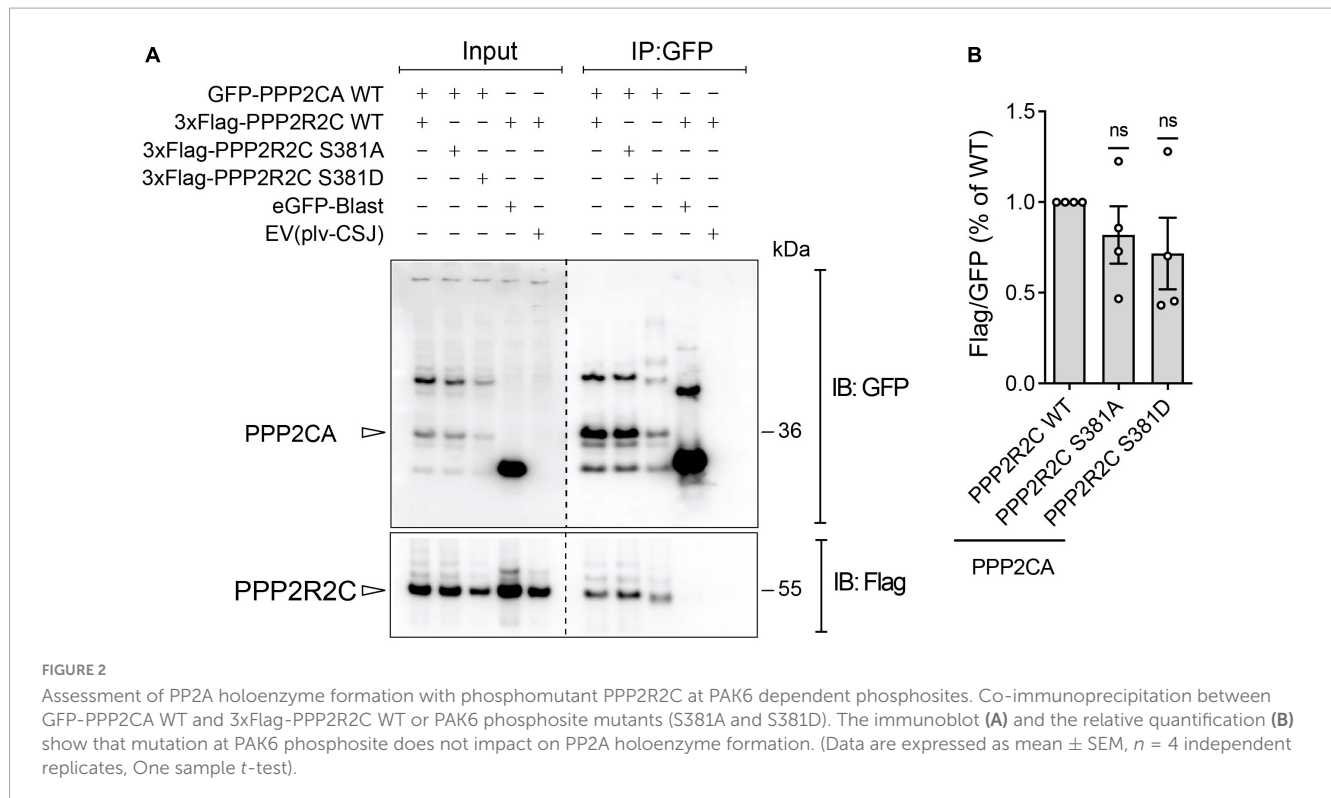 A
Input
IP:GFP
GFP-PPP2CA WT + + + – – + + + – –
3xFlag-PPP2R2C WT + – – + + + – – + +
3xFlag-PPP2R2C S381A – + – – – – + – – –
3xFlag-PPP2R2C S381D – – + – – – – + – –
eGFP-Blast – – – + – – – – + –
EV(plv-CSJ) – – – – + – – – – +
kDa
PPP2CA
–36
IB: GFP
PPP2R2C
–55
IB: Flag
B
Flag/GFP (% of WT)
1.5
1.0
0.5
0.0
ns
ns
PPP2R2C WT
PPP2R2C S381A
PPP2R2C S381D
PPP2CA
FIGURE 2
Assessment of PP2A holoenzyme formation with phosphomutant PPP2R2C at PAK6 dependent phosphosites. Co-immunoprecipitation between
GFP-PPP2CA WT and 3xFlag-PPP2R2C WT or PAK6 phosphosite mutants (S381A and S381D). The immunoblot (A) and the relative quantification (B)
show that mutation at PAK6 phosphosite does not impact on PP2A holoenzyme formation. (Data are expressed as mean ± SEM, n = 4 independent
replicates, One sample t-test).